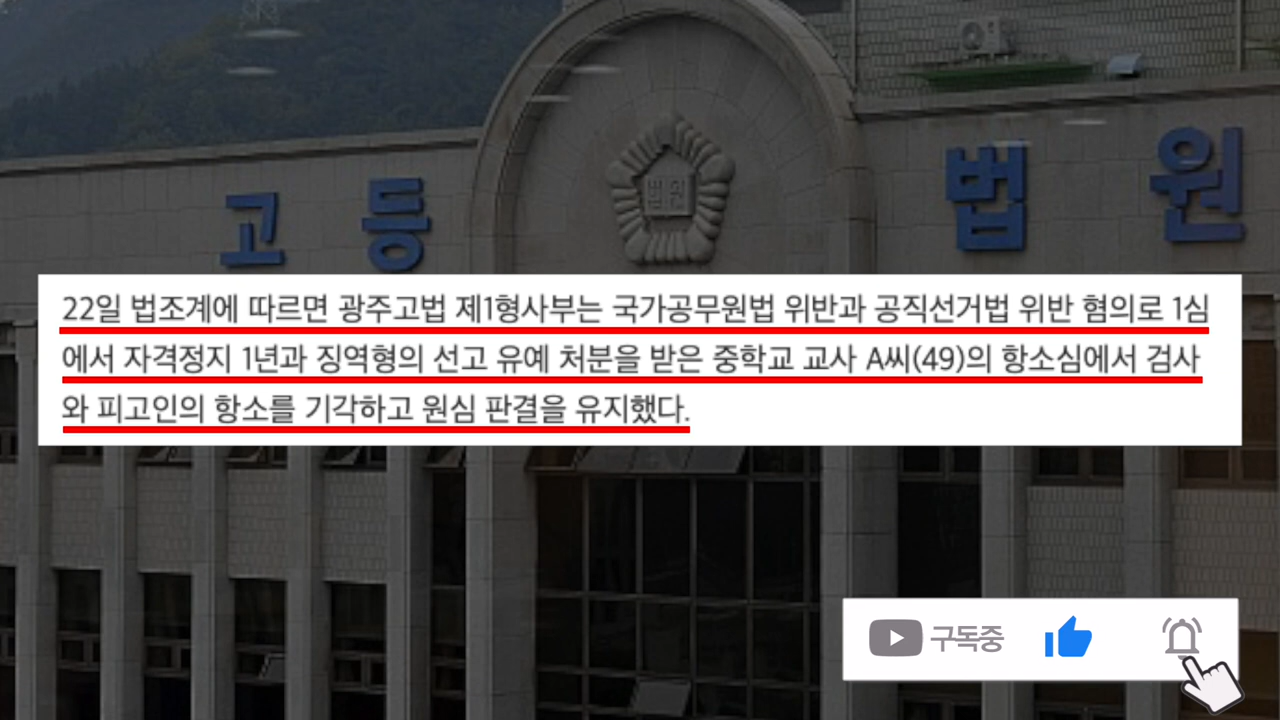 고등 법원
법원
22일 법조계에 따르면 광주고법 제1형사부는 국가공무원법 위반과 공직선거법 위반 혐의로 1심
에서 자격정지 1년과 징역형의 선고 유예 처분을 받은 중학교 교사 A씨(49)의 항소심에서 검사
와 피고인의 항소를 기각하고 원심 판결을 유지했다.
구독중